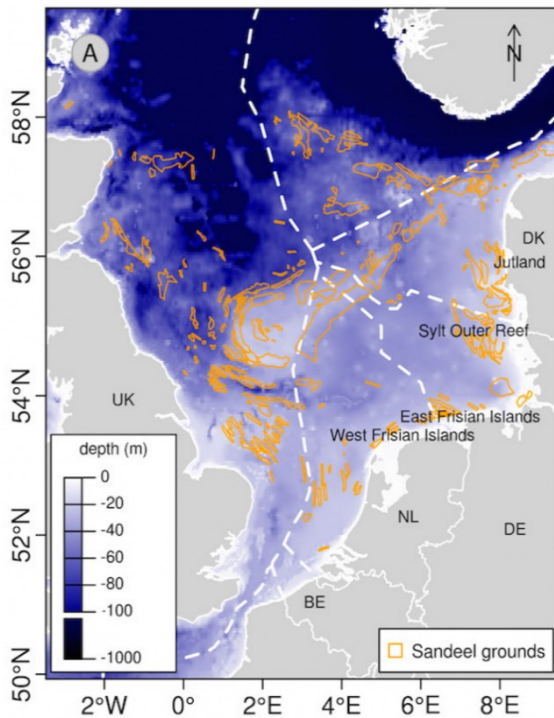 A
N
58°N
56°N
54°N
52°N
50°N
DK
Jutland
Sylt Outer Reef
UK
East Frisian Islands
West Frisian Islands
NL
DE
BE
depth (m)
0
-20
-40
-60
-80
-100
-1000
Sandeel grounds
2°W
0°
2°E
4°E
6°E
8°E